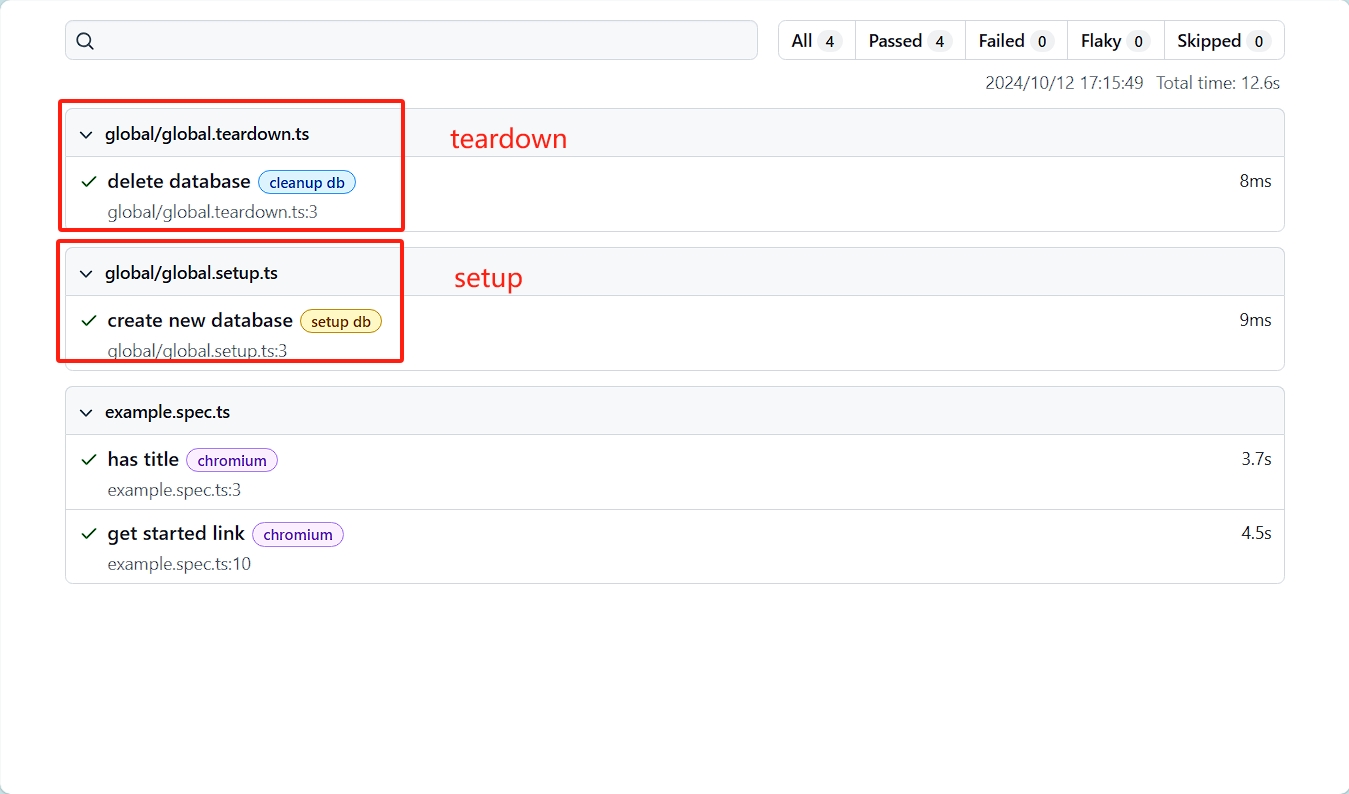 All 4 Passed 4 Failed 0 Flaky 0 Skipped 0
2024/10/12 17:15:49 Total time: 12.6s
global/global.teardown.ts
teardown
delete database cleanup db 8ms
global/global.teardown.ts:3
global/global.setup.ts
setup
create new database setup db 9ms
global/global.setup.ts:3
example.spec.ts
has title chromium 3.7s
example.spec.ts:3
get started link chromium 4.5s
example.spec.ts:10